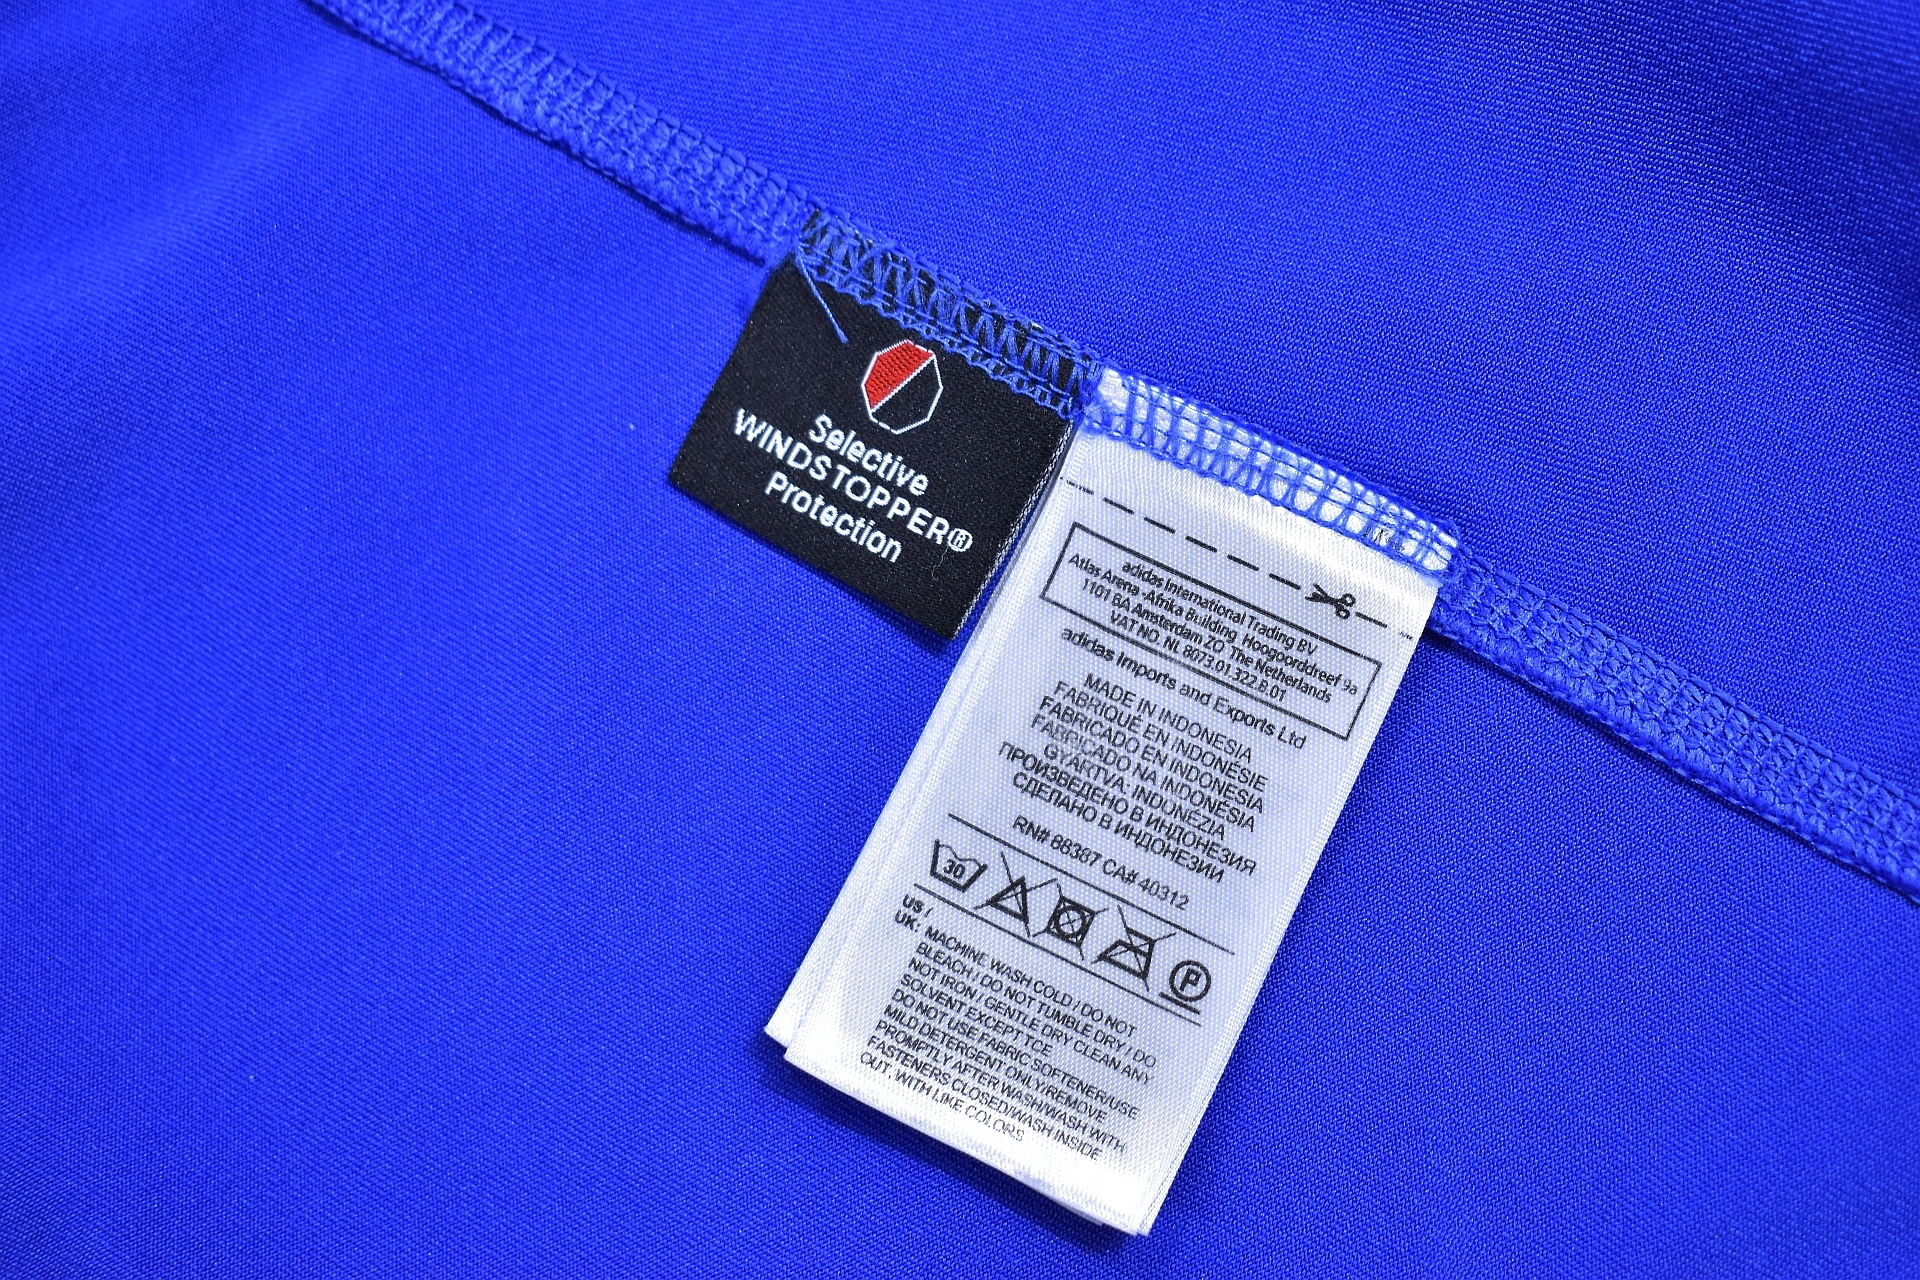 Selective
WINDSTOPPER®
Protection
adidas International Trading BV
Atlas Arena -Afrika Building Hoogoorddreef 9a
1101 BA Amsterdam ZO The Netherlands
VAT NO. NL 8073.01.322.B.01
adidas Imports and Exports Ltd
MADE IN INDONESIA
FABRIQUÉ EN INDONÉSIE
FABRICADO EN INDONESIA
FABRICADO NA INDONÉSIA
GYÁRTVA: INDONÉZIA
ПРОИЗВЕДЕНО В ИНДОНЕЗИЯ
СДЕЛАНО В ИНДОНЕЗИИ
RN# 88387 CA# 40312
30
P
US /
UK: MACHINE WASH COLD / DO NOT
BLEACH / DO NOT TUMBLE DRY / DO
NOT IRON / GENTLE DRY CLEAN ANY
SOLVENT EXCEPT TCE
DO NOT USE FABRIC SOFTENER/USE
MILD DETERGENT ONLY/REMOVE
PROMPTLY AFTER WASH/WASH WITH
FASTENERS CLOSED/WASH INSIDE
OUT, WITH LIKE COLORS